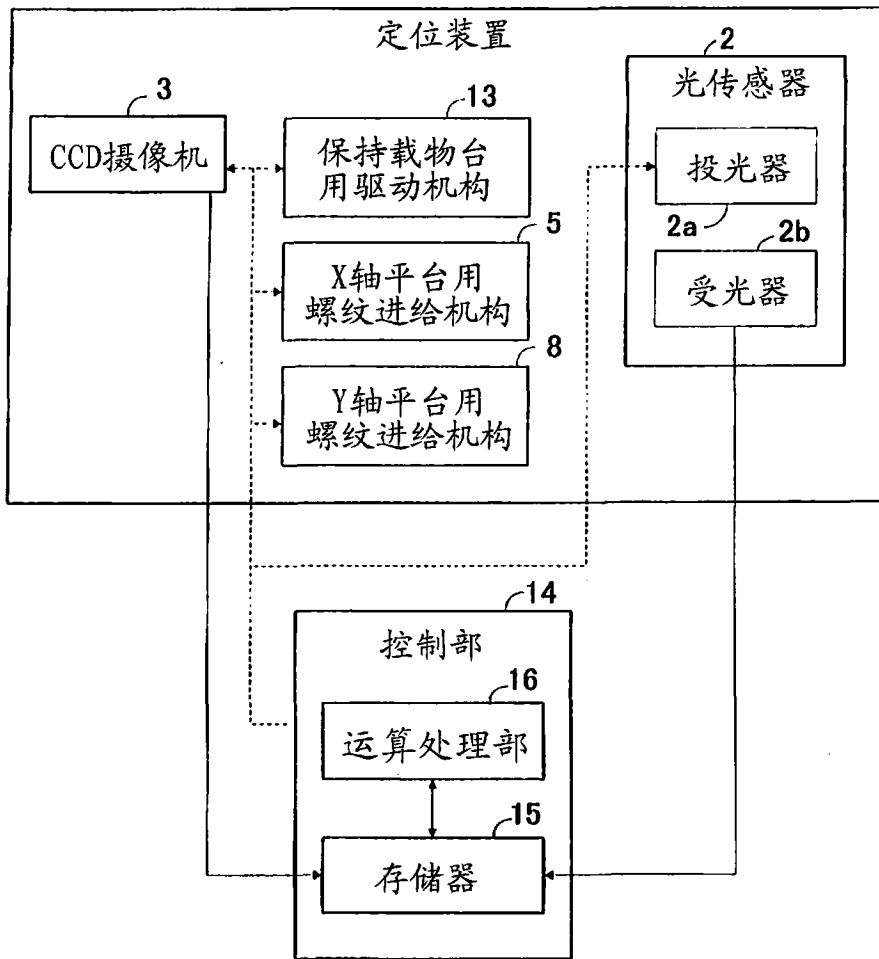 定位装置
3
CCD摄像机
13
保持载物台
用驱动机构
5
X轴平台用
螺纹进给机构
8
Y轴平台用
螺纹进给机构
2
光传感器
投光器
2a
2b
受光器
14
控制部
16
运算处理部
15
存储器